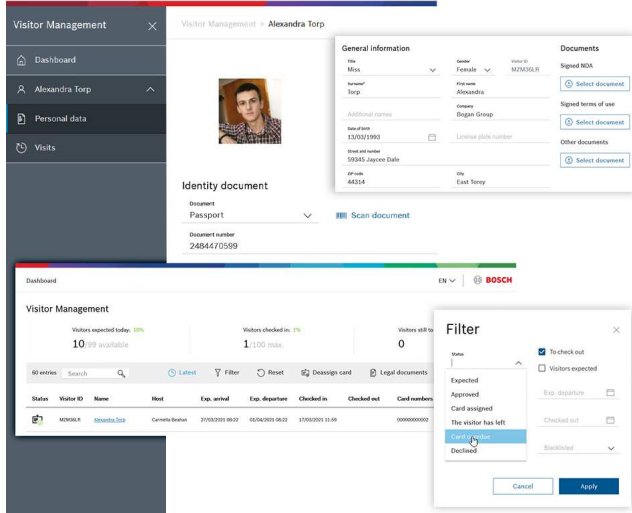 Visitor Management
Dashboard
Alexandra Torp
Personal data
Visits
Visitor Management > Alexandra Torp
Identity document
Document
Passport
Scan document
Document number
2484470599
General information
Title
Miss
Gender
Female
Visitor ID
MZM36LR
Surname*
Torp
First name
Alexandra
Additional names
Company
Bogan Group
Date of birth
13/03/1993
License plate number
Street and number
59345 Jaycee Dale
ZIP code
44314
City
East Torey
Documents
Signed NDA
Select document
Signed terms of use
Select document
Other documents
Select document
Dashboard
EN
BOSCH
Visitor Management
Visitors expected today: 10%
10/99 available
Visitors checked in: 1%
1/100 max.
Visitors still to
0
60 entries
Search
Latest
Filter
Reset
Deassign card
Legal documents
Status Visitor ID Name Host Exp. arrival Exp. departure Checked in Checked out Card numbers
MZM36LR Alexandra Torp Carmella Beahan 27/03/2021 08:22 01/04/2021 08:22 17/03/2021 11:59 000000000002
Filter
Status
To check out
Visitors expected
Expected
Approved
Card assigned
The visitor has left
Card overdue
Declined
Exp. departure
Checked out
Blacklisted
Cancel
Apply